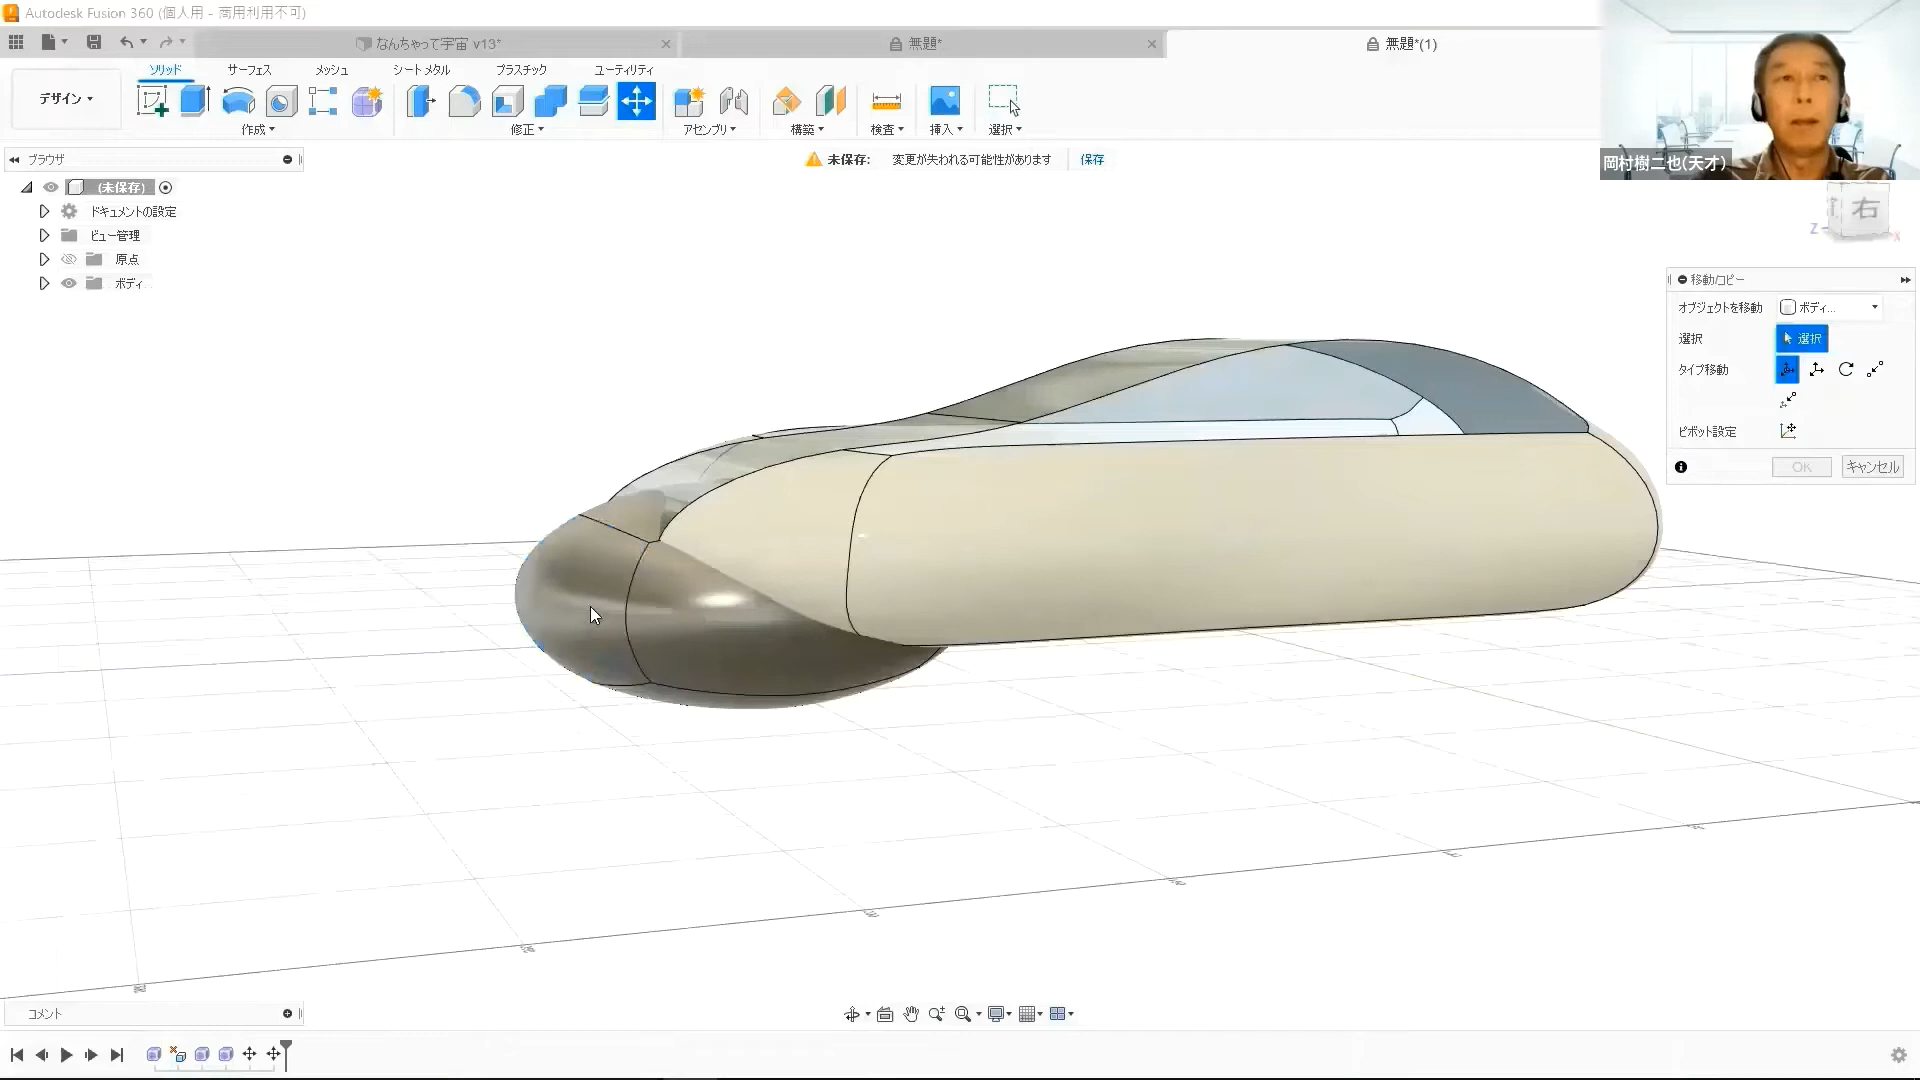 Autodesk Fusion 360 (個人用 - 商用利用不可)
なんちゃって宇宙 v13*
無題*
無題*(1)
ソリッド
サーフェス
メッシュ
シート メタル
プラスチック
ユーティリティ
デザイン
作成
修正
アセンブリ
構築
検査
挿入
選択
岡村樹二也(天才)
ブラウザ
未保存:
変更が失われる可能性があります
保存
(未保存)
ドキュメントの設定
ビュー管理
原点
ボディ
右
Z
X
移動/コピー
オブジェクトを移動
ボディ...
選択
選択
タイプ移動
ピボット設定
OK
キャンセル
コメント